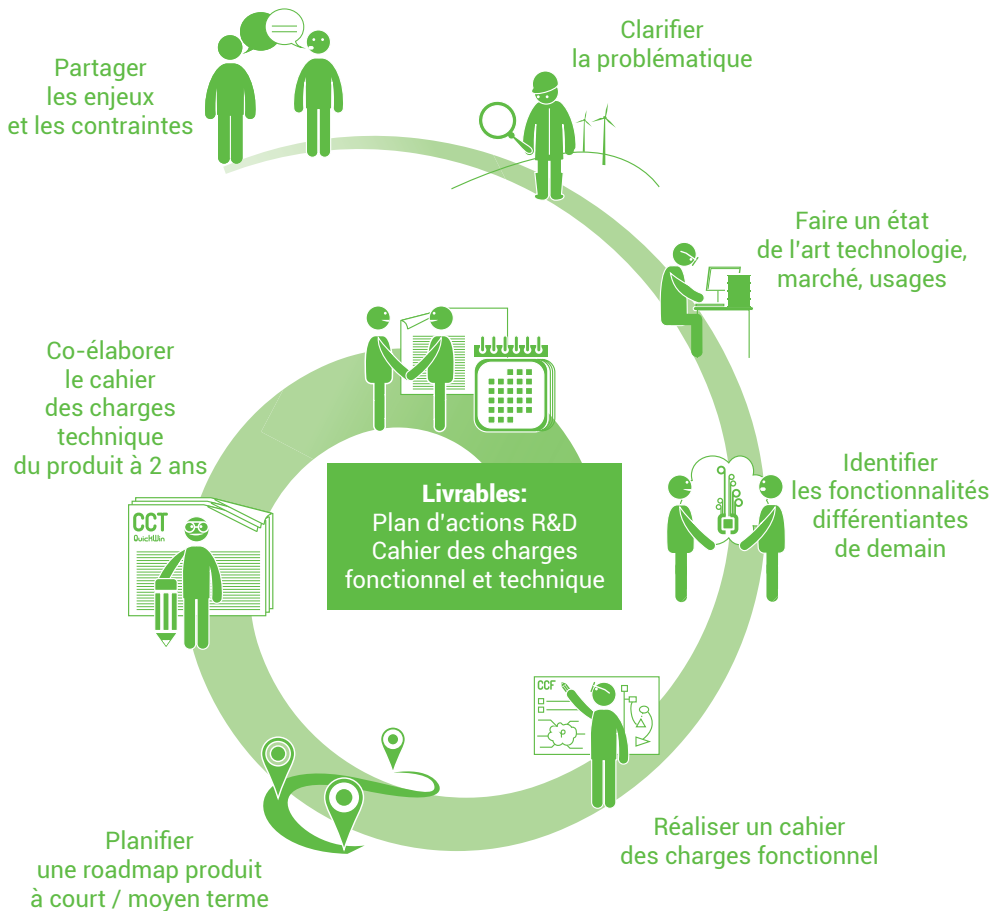 Partager
les enjeux
et les contraintes
Clarifier
la problématique
Faire un état
de l'art technologie,
marché, usages
Identifier
les fonctionnalités
différentiantes
de demain
CCF
P
Réaliser un cahier
des charges fonctionnel
Planifier
une roadmap produit
à court / moyen terme
Co-élaborer
le cahier
des charges
technique
du produit à 2 ans
CCT
QuickWin
Livrables:
Plan d'actions R&D
Cahier des charges
fonctionnel et technique